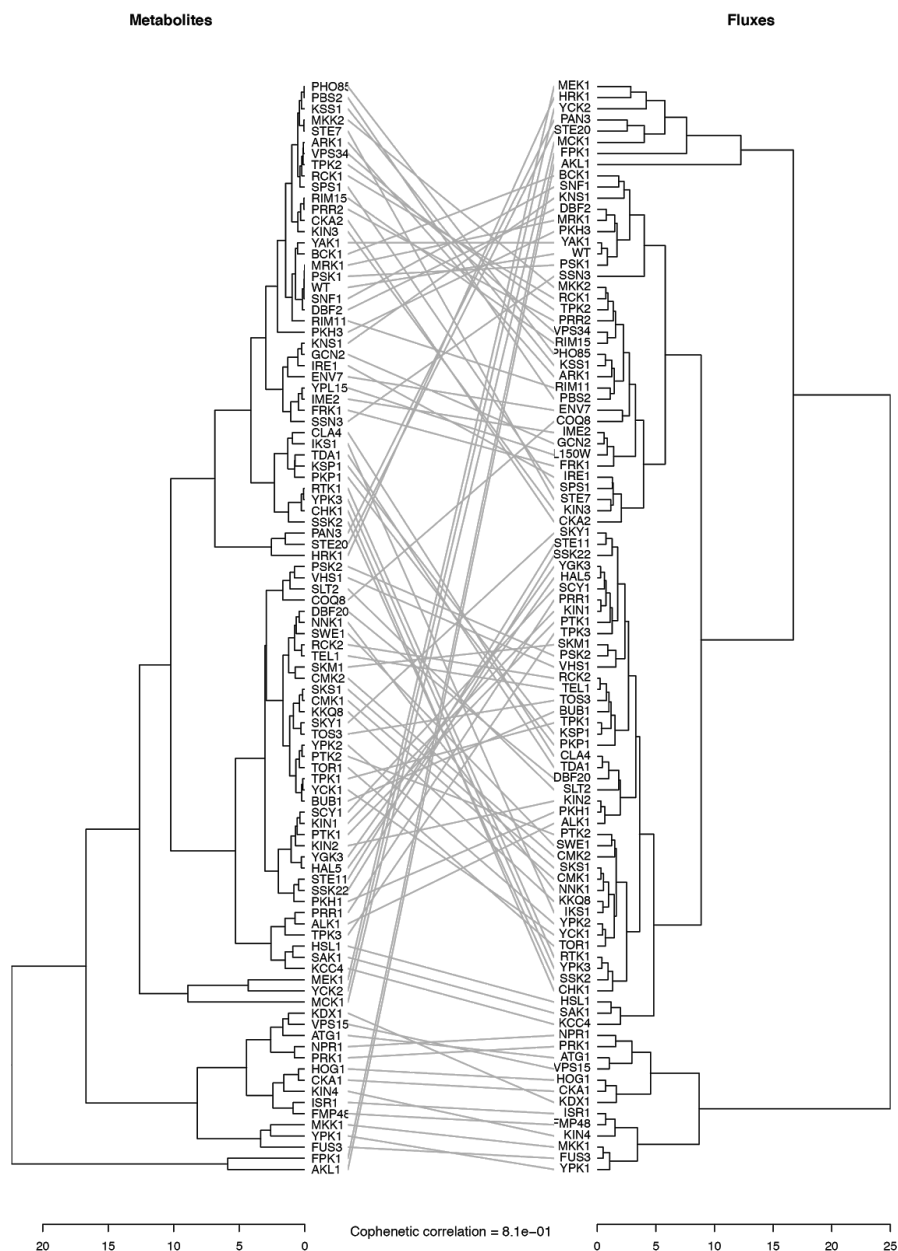 Metabolites
Fluxes
PHO85
PBS2
KSS1
MKK2
STE7
ARK1
VPS34
TPK2
RCK1
SPS1
RIM15
PRR2
CKA2
KIN3
YAK1
BCK1
MRK1
PSK1
WT
SNF1
DBF2
RIM11
PKH3
KNS1
GCN2
IRE1
ENV7
YPL15
IME2
FRK1
SSN3
CLA4
IKS1
TDA1
KSP1
PKP1
RTK1
YPK3
CHK1
SSK2
PAN3
STE20
HRK1
PSK2
VHS1
SLT2
COQ8
DBF20
NNK1
SWE1
RCK2
TEL1
SKM1
CMK2
SKS1
CMK1
KKQ8
SKY1
TOS3
YPK2
PTK2
TOR1
TPK1
YCK1
BUB1
SCY1
KIN1
PTK1
KIN2
YGK3
HAL5
STE11
SSK22
PKH1
PRR1
ALK1
TPK3
HSL1
SAK1
KCC4
MEK1
YCK2
MCK1
KDX1
VPS15
ATG1
NPR1
PRK1
HOG1
CKA1
KIN4
ISR1
FMP48
MKK1
YPK1
FUS3
FPK1
AKL1
MEK1
HRK1
YCK2
PAN3
STE20
MCK1
FPK1
AKL1
BCK1
SNF1
KNS1
DBF2
MRK1
PKH3
YAK1
WT
PSK1
SSN3
MKK2
RCK1
TPK2
PRR2
VPS34
RIM15
PHO85
KSS1
ARK1
RIM11
PBS2
ENV7
COQ8
IME2
GCN2
L150W
FRK1
IRE1
SPS1
STE7
KIN3
CKA2
SKY1
STE11
SSK22
YGK3
HAL5
SCY1
PRR1
KIN1
PTK1
TPK3
SKM1
PSK2
VHS1
RCK2
TEL1
TOS3
BUB1
TPK1
KSP1
PKP1
CLA4
TDA1
DBF20
SLT2
KIN2
PKH1
ALK1
PTK2
SWE1
CMK2
SKS1
CMK1
NNK1
KKQ8
IKS1
YPK2
YCK1
TOR1
RTK1
YPK3
SSK2
CHK1
HSL1
SAK1
KCC4
NPR1
PRK1
ATG1
VPS15
HOG1
CKA1
KDX1
ISR1
FMP48
KIN4
MKK1
FUS3
YPK1
20 15 10 5 0
Cophenetic correlation = 8.1e−01
0 5 10 15 20 25